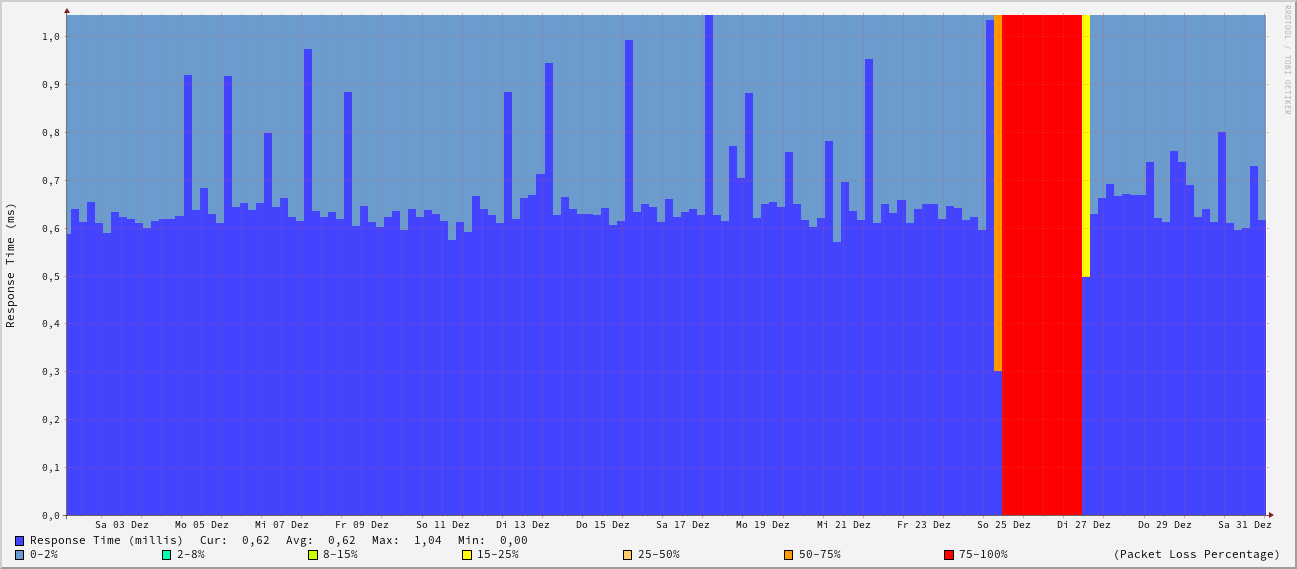 RRDTOOL / TOBI OETIKER
Response Time (ms)
1,0
0,9
0,8
0,7
0,6
0,5
0,4
0,3
0,2
0,1
0,0
Sa 03 Dez Mo 05 Dez Mi 07 Dez Fr 09 Dez So 11 Dez Di 13 Dez Do 15 Dez Sa 17 Dez Mo 19 Dez Mi 21 Dez Fr 23 Dez So 25 Dez Di 27 Dez Do 29 Dez Sa 31 Dez
Response Time (millis) Cur: 0,62 Avg: 0,62 Max: 1,04 Min: 0,00
0-2% 2-8% 8-15% 15-25% 25-50% 50-75% 75-100% (Packet Loss Percentage)